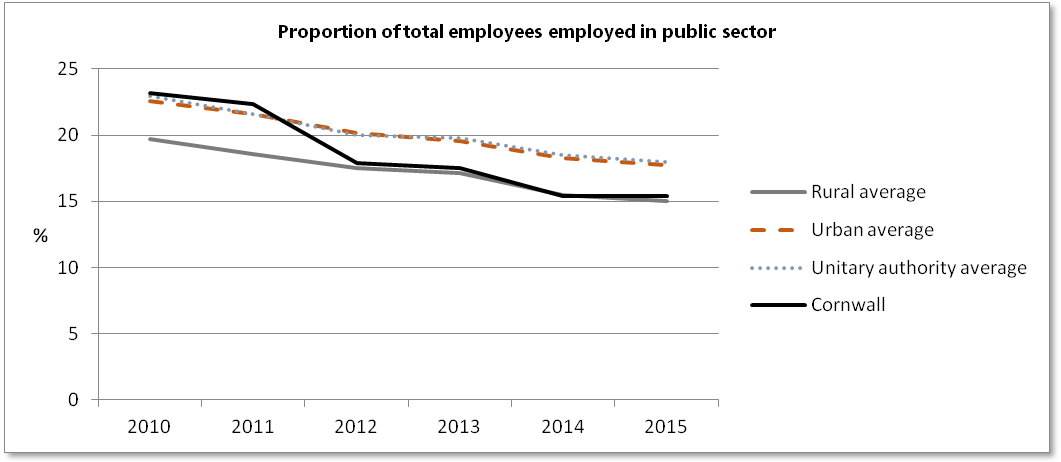 Proportion of total employees employed in public sector
25
20
15
10
5
0
%
2010 2011 2012 2013 2014 2015
Rural average
Urban average
Unitary authority average
Cornwall